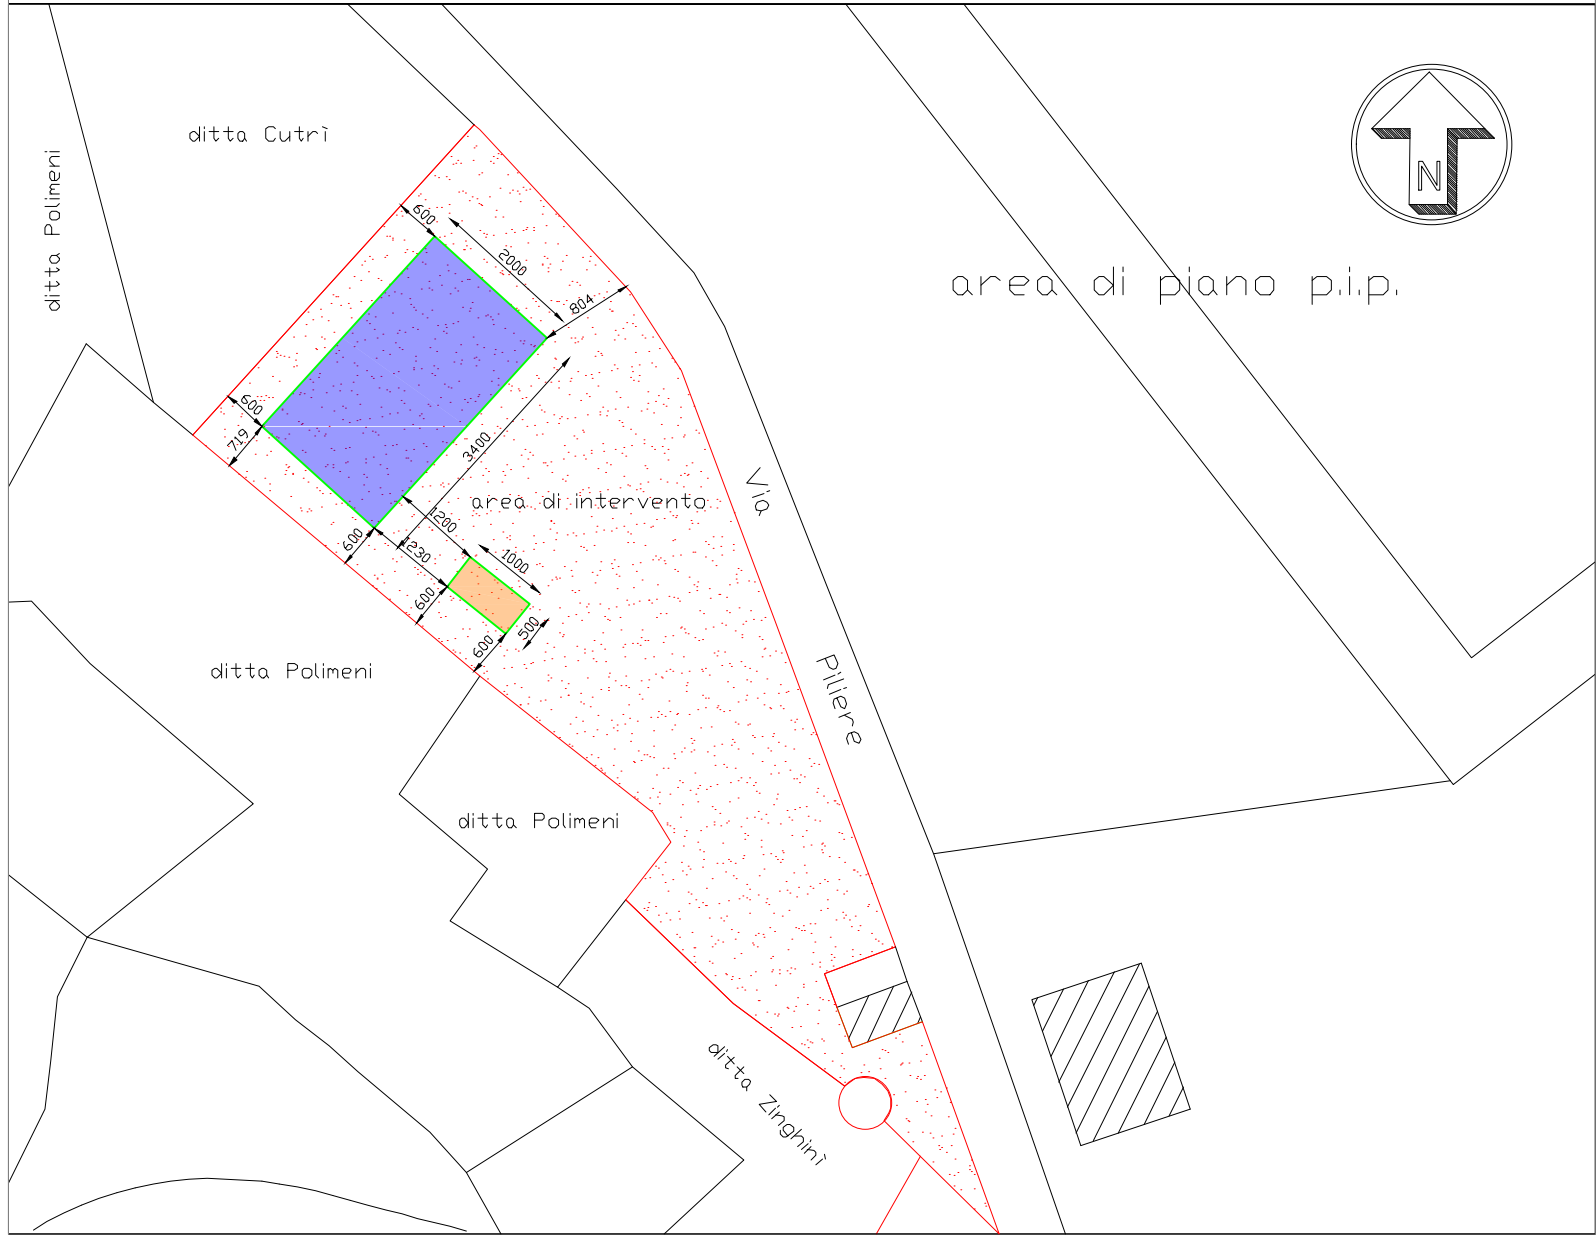 ditta Cutrì
ditta Polimeni
N
area di piano p.i.p.
600
2000
804
600
719
3400
area di intervento
1200
600
1230
1000
600
500
600
Via
Piliere
ditta Polimeni
ditta Polimeni
ditta Zinghinì